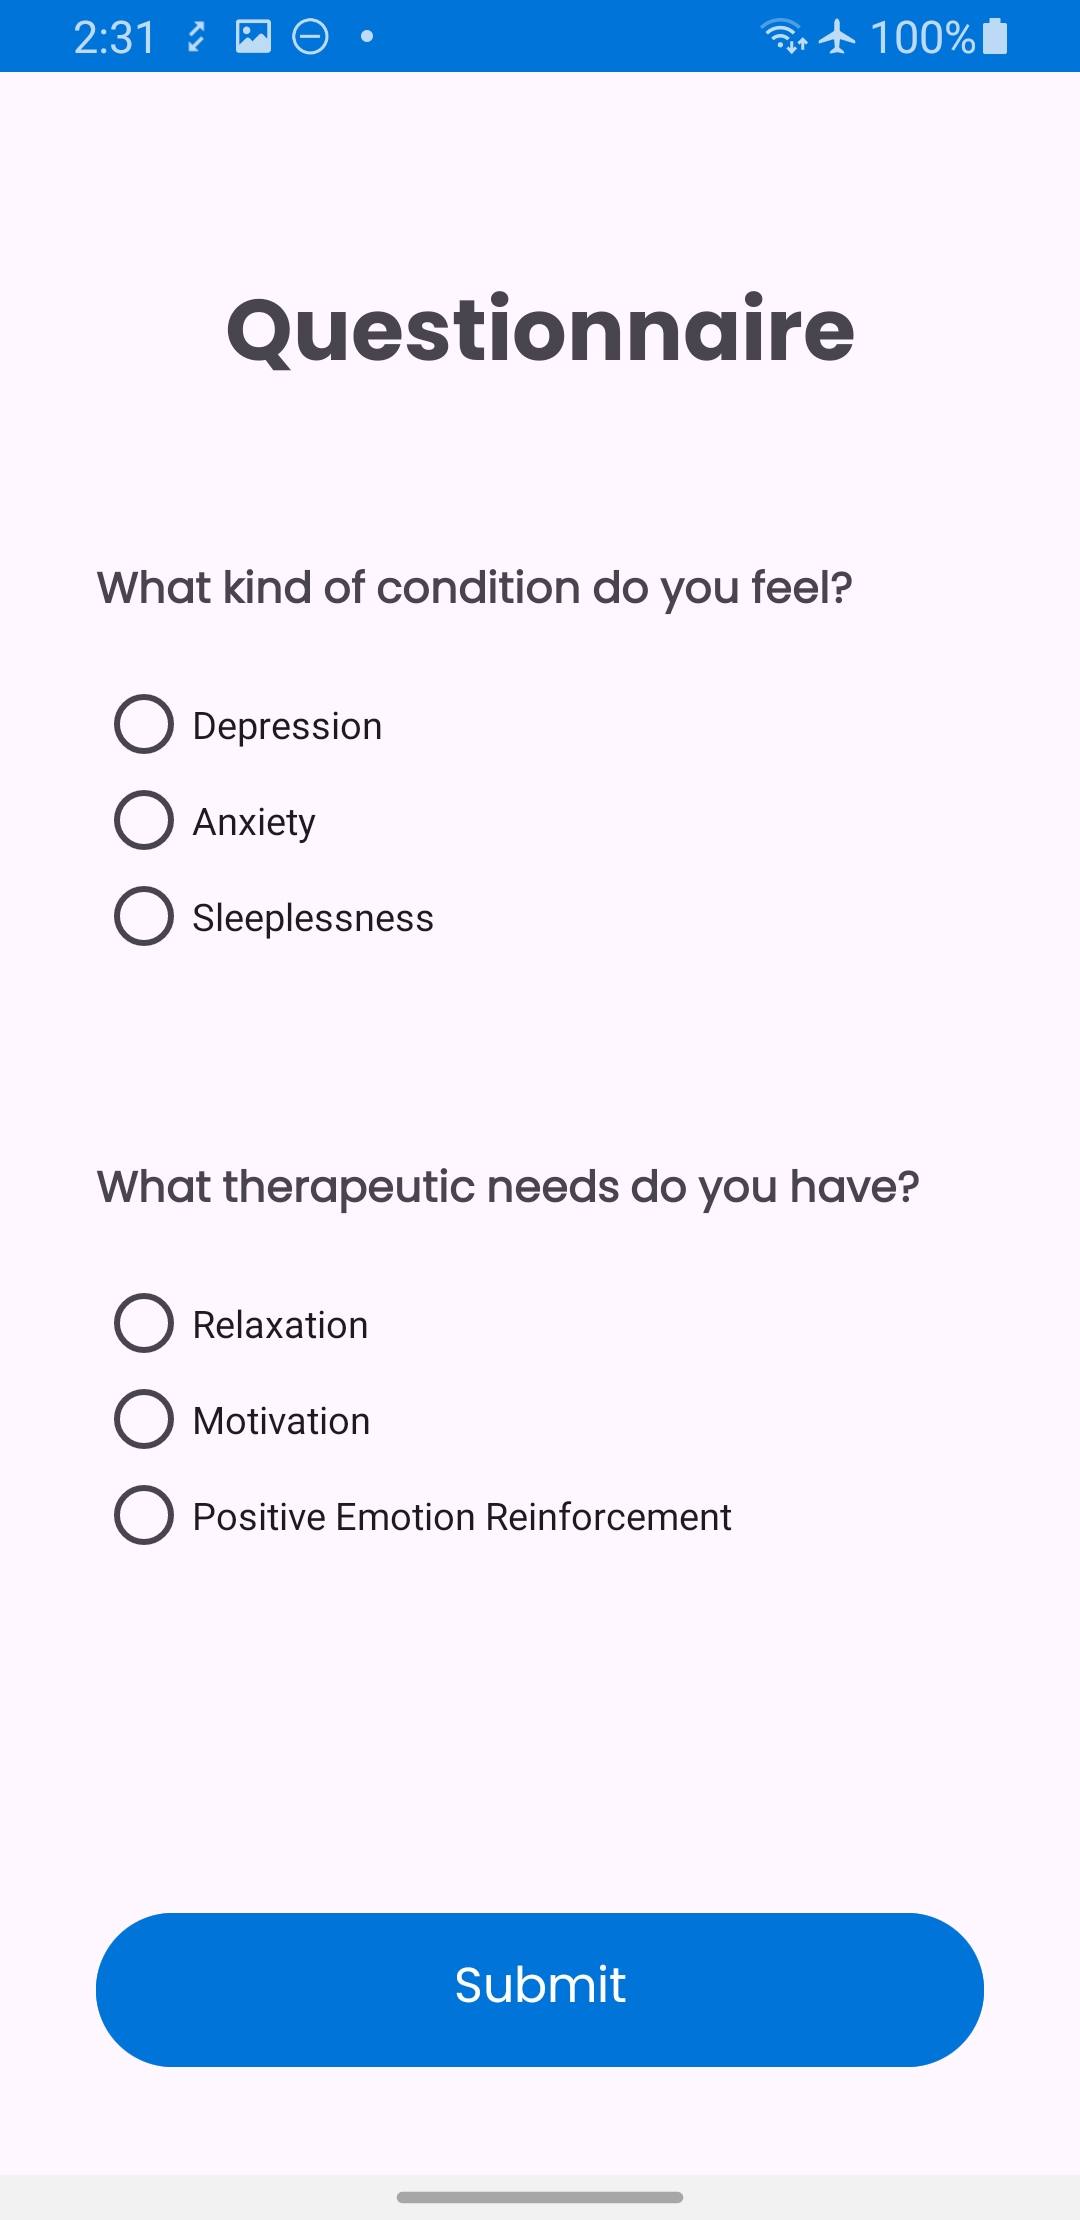 2:31 100%
Questionnaire
What kind of condition do you feel?
Depression
Anxiety
Sleeplessness
What therapeutic needs do you have?
Relaxation
Motivation
Positive Emotion Reinforcement
Submit